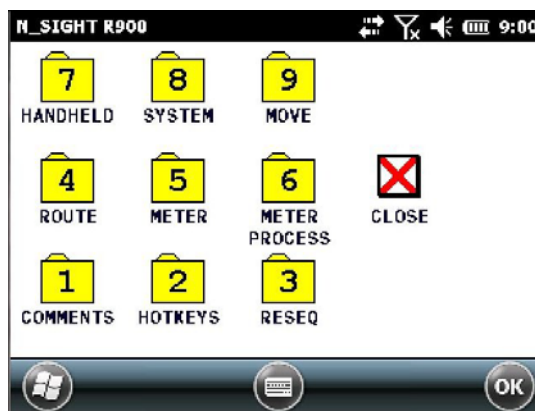 N_SIGHT R900 9:00
7 8 9
HANDHELD SYSTEM MOVE
4 5 6
ROUTE METER METER PROCESS CLOSE
1 2 3
COMMENTS HOTKEYS RESEQ
OK